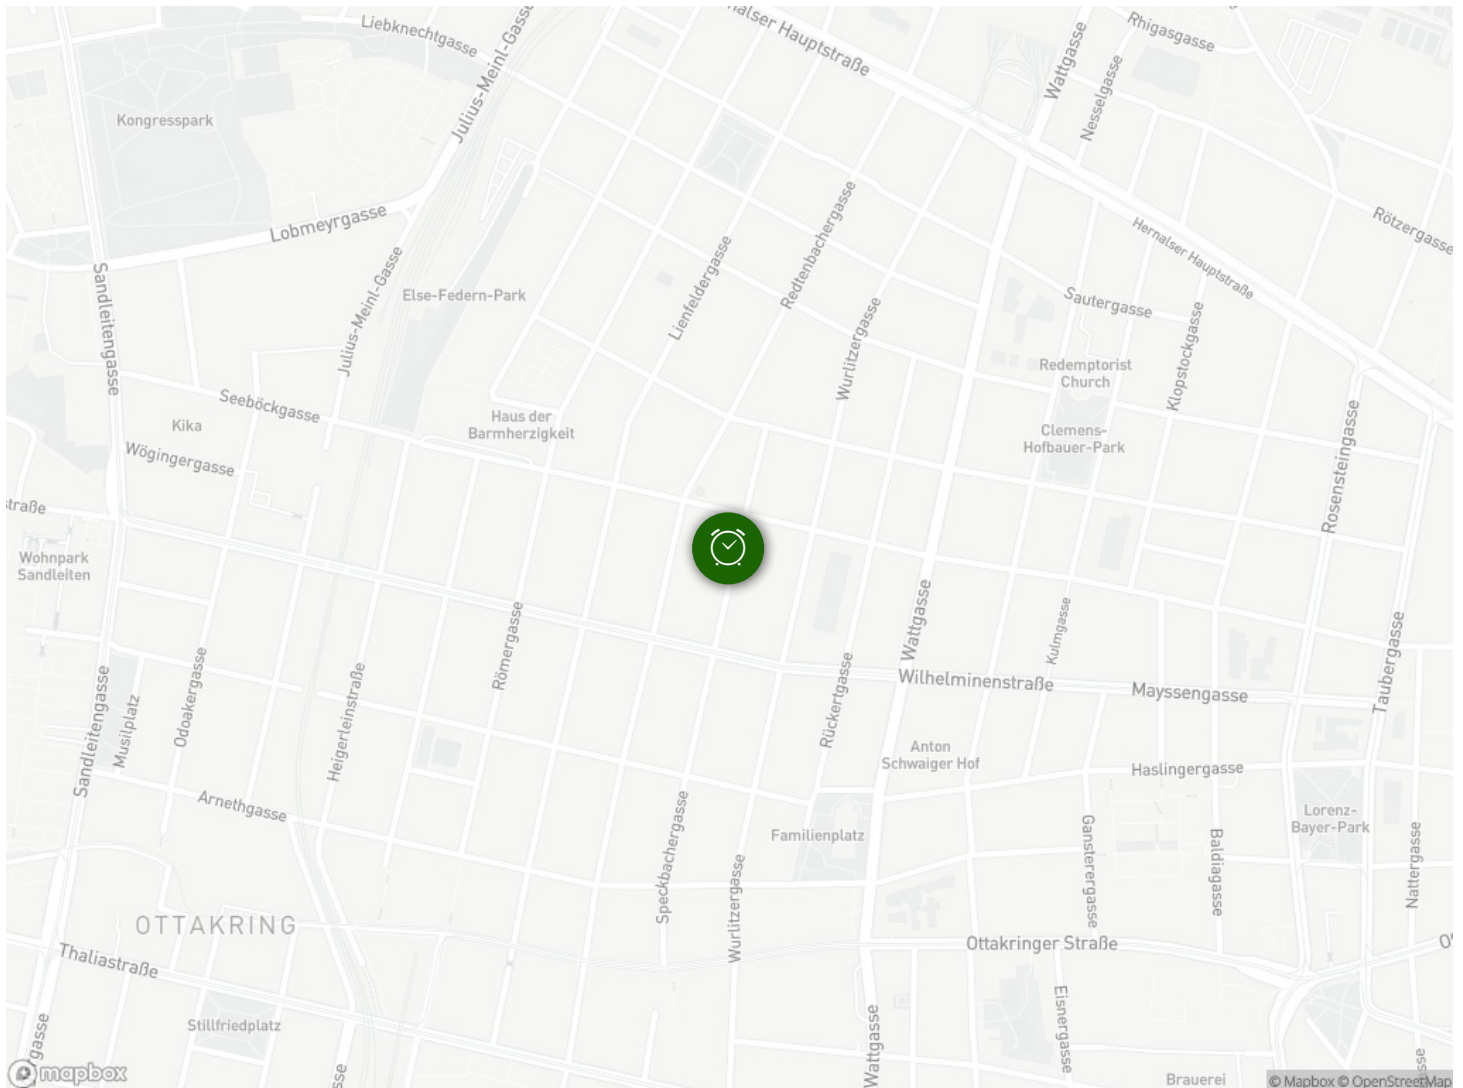 Liebknechtgasse
Julius-Meinl-Gasse
Hauptstraße
Wattgasse
Rhigasgasse
Nesselgasse
Kongresspark
Lobmeyrgasse
Rötzergasse
Hernalser Hauptstraße
Redtenbachergasse
Lienfeldergasse
Sandleitengasse
Julius-Meinl-Gasse
Else-Federn-Park
Sautergasse
Wurlitzergasse
Klopstockgasse
Redemptorist
Church
Seeböckgasse
Kika
Haus der
Barmherzigkeit
Clemens-
Hofbauer-Park
Wögingergasse
Rosensteingasse
straße
Wohnpark
Sandleiten
Römergasse
Wattgasse
Kulmgasse
Taubergasse
Odoakergasse
Musilplatz
Sandleitengasse
Heigerleinstraße
Rückertgasse
Wilhelminenstraße
Mayssengasse
Anton
Schwaiger Hof
Haslingergasse
Arnethgasse
Speckbachergasse
Familienplatz
Lorenz-
Bayer-Park
Gansterergasse
Baldiagasse
Nattergasse
Wurlitzergasse
OTTAKRING
Thaliastraße
Ottakringer Straße
Stillfriedplatz
Wattgasse
Eisnergasse
Brauerei
mapbox
© Mapbox © OpenStreetMap